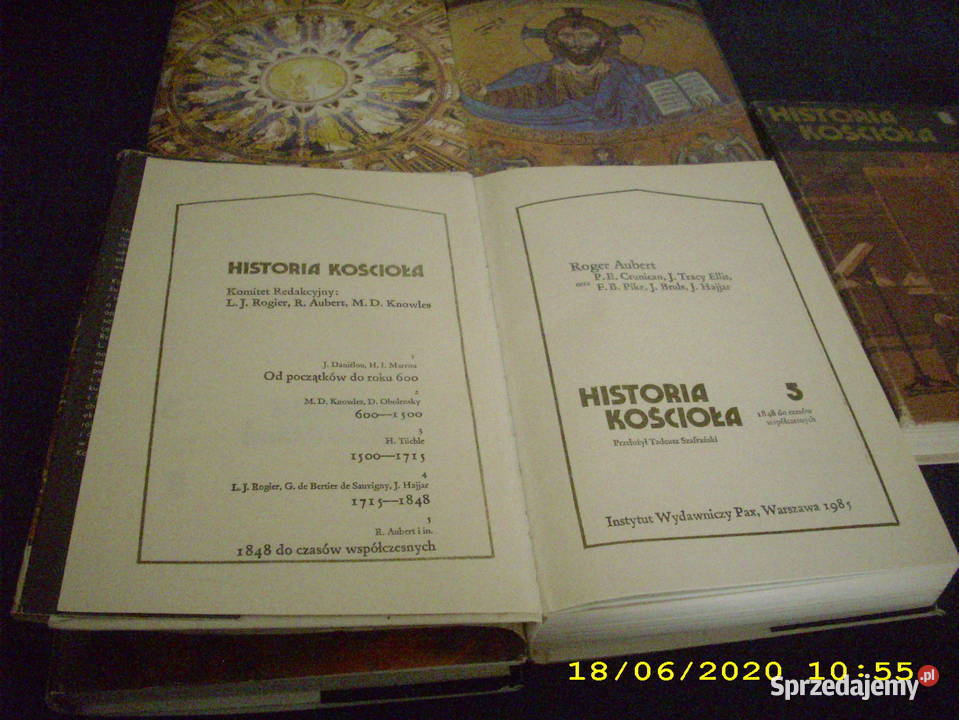 HISTORIA
KOŚCIOŁA
HISTORIA KOŚCIOŁA
Komitet Redakcyjny:
L. J. Rogier, R. Aubert, M. D. Knowles
1
J. Daniélou, H. I. Marrou
Od początków do roku 600
2
M. D. Knowles, D. Obolensky
600—1500
3
H. Tüchle
1500—1715
4
L. J. Rogier, G. de Bertier de Sauvigny, J. Hajjar
1715—1848
5
R. Aubert i in.
1848 do czasów współczesnych
Roger Aubert
P. E. Crunican, J. Tracy Ellis,
oraz F. B. Pike, J. Bruls, J. Hajjar
HISTORIA 5
KOŚCIOŁA 1848 do czasów
współczesnych
Przełożył Tadeusz Szafrański
Instytut Wydawniczy Pax, Warszawa 1985
18/06/2020 10:55
Sprzedajemy.pl